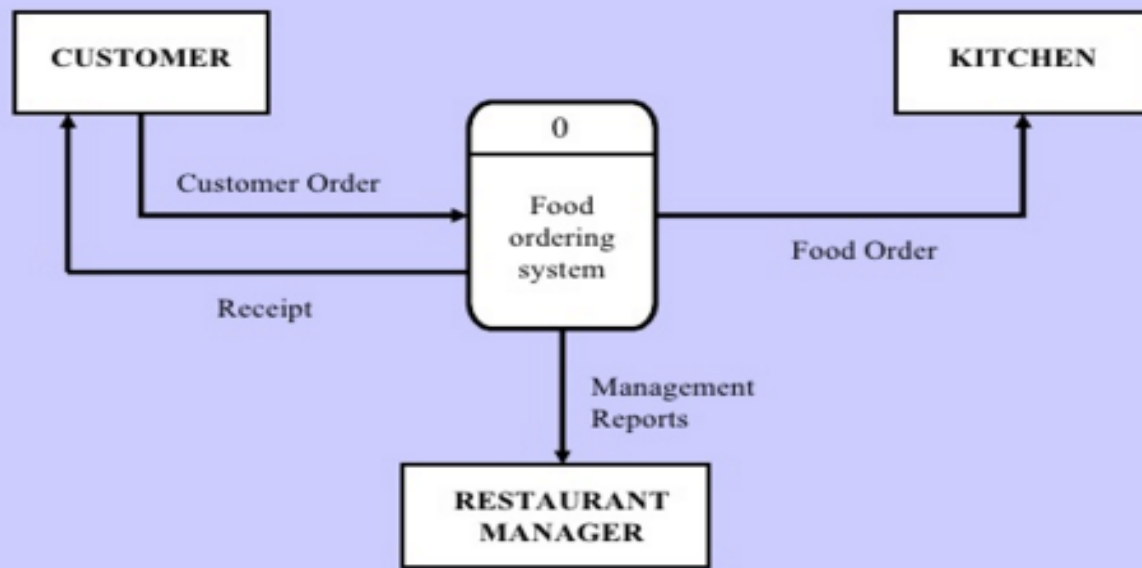 CUSTOMER
KITCHEN
0
Customer Order
Food
ordering
system
Food Order
Receipt
Management
Reports
RESTAURANT
MANAGER